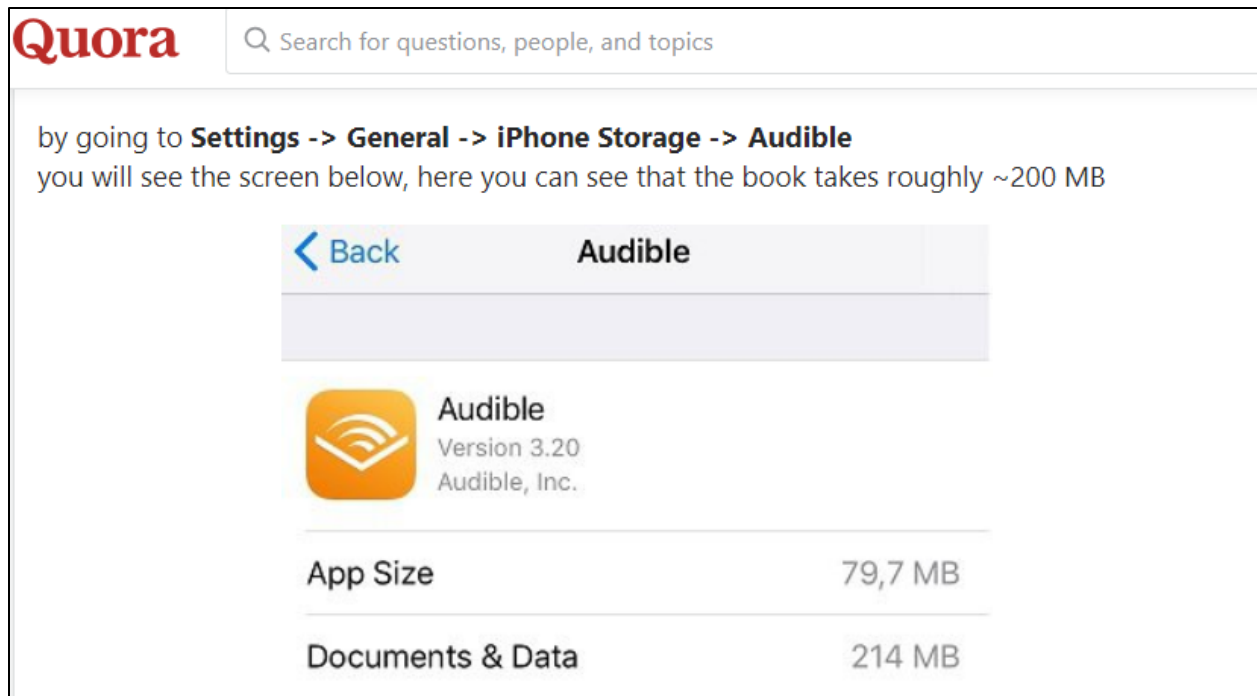 Quora
Search for questions, people, and topics
by going to Settings -> General -> iPhone Storage -> Audible
you will see the screen below, here you can see that the book takes roughly ~200 MB
Back
Audible
Audible
Version 3.20
Audible, Inc.
App Size 79,7 MB
Documents & Data 214 MB